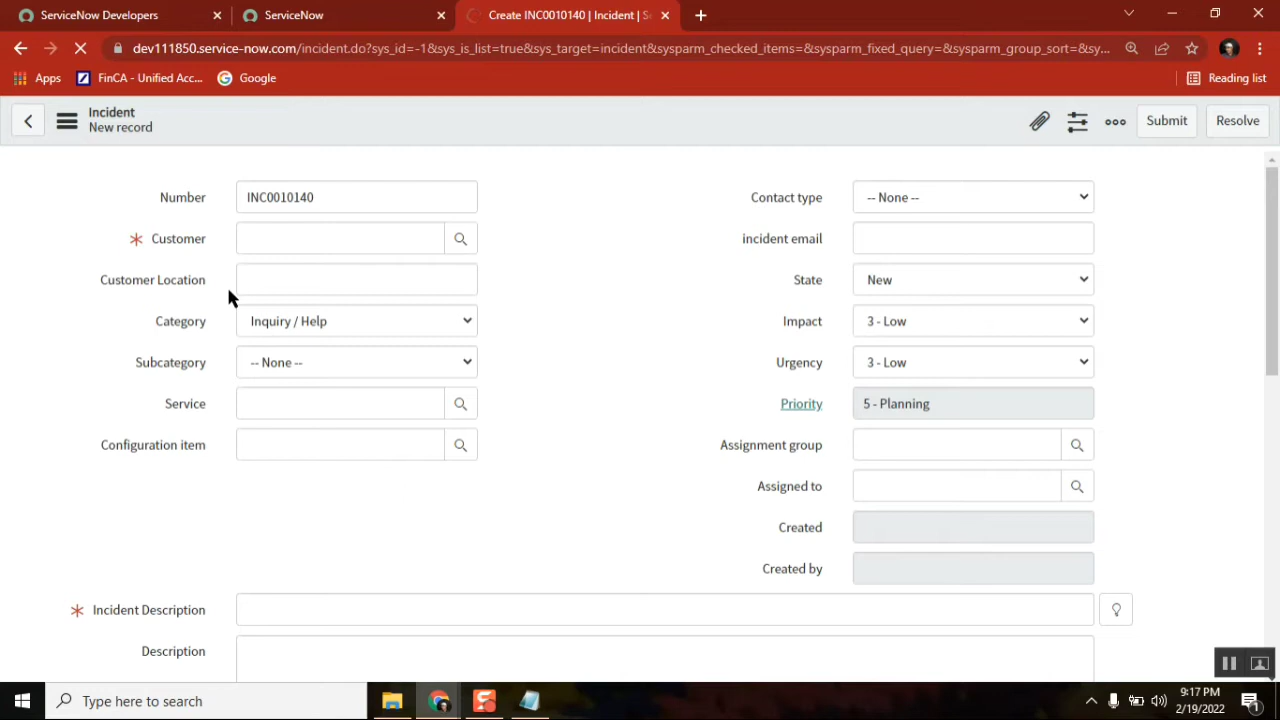 ServiceNow Developers
ServiceNow
Create INC0010140 | Incident | S
dev111850.service-now.com/incident.do?sys_id=-1&sys_is_list=true&sys_target=incident&sysparm_checked_items=&sysparm_fixed_query=&sysparm_group_sort=&sy...
Apps
FinCA - Unified Acc...
Google
Reading list
Incident
New record
Submit
Resolve
Number
INC0010140
Contact type
-- None --
Customer
incident email
Customer Location
State
New
Category
Inquiry / Help
Impact
3 - Low
Subcategory
-- None --
Urgency
3 - Low
Service
Priority
5 - Planning
Configuration item
Assignment group
Assigned to
Created
Created by
Incident Description
Description
Type here to search
9:17 PM
2/19/2022
1